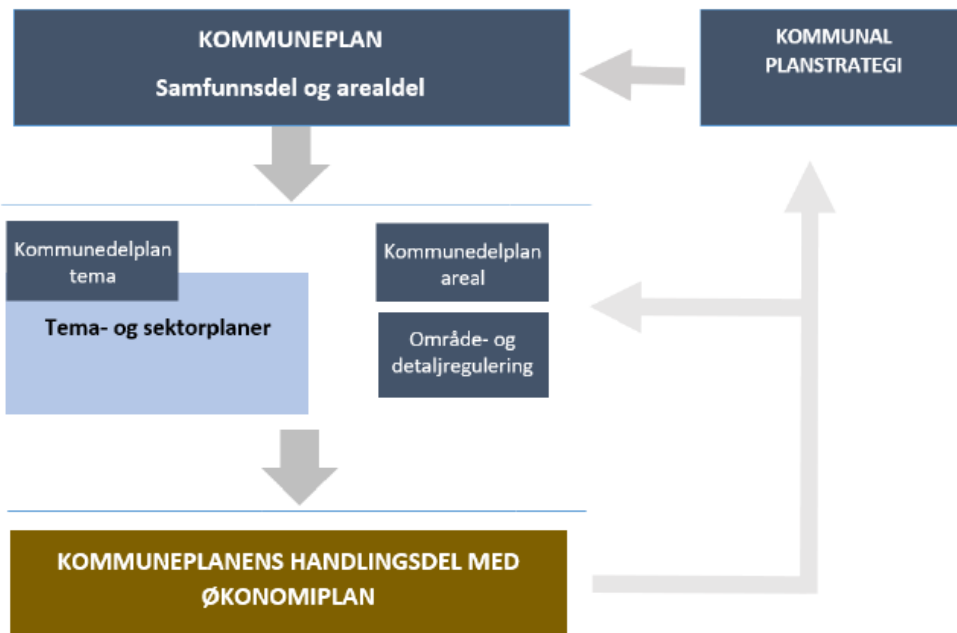 KOMMUNEPLAN
Samfunnsdel og arealdel
KOMMUNAL
PLANSTRATEGI
Kommunedelplan
tema
Tema- og sektorplaner
Kommunedelplan
areal
Område- og
detaljregulering
KOMMUNEPLANENS HANDLINGSDEL MED
ØKONOMIPLAN